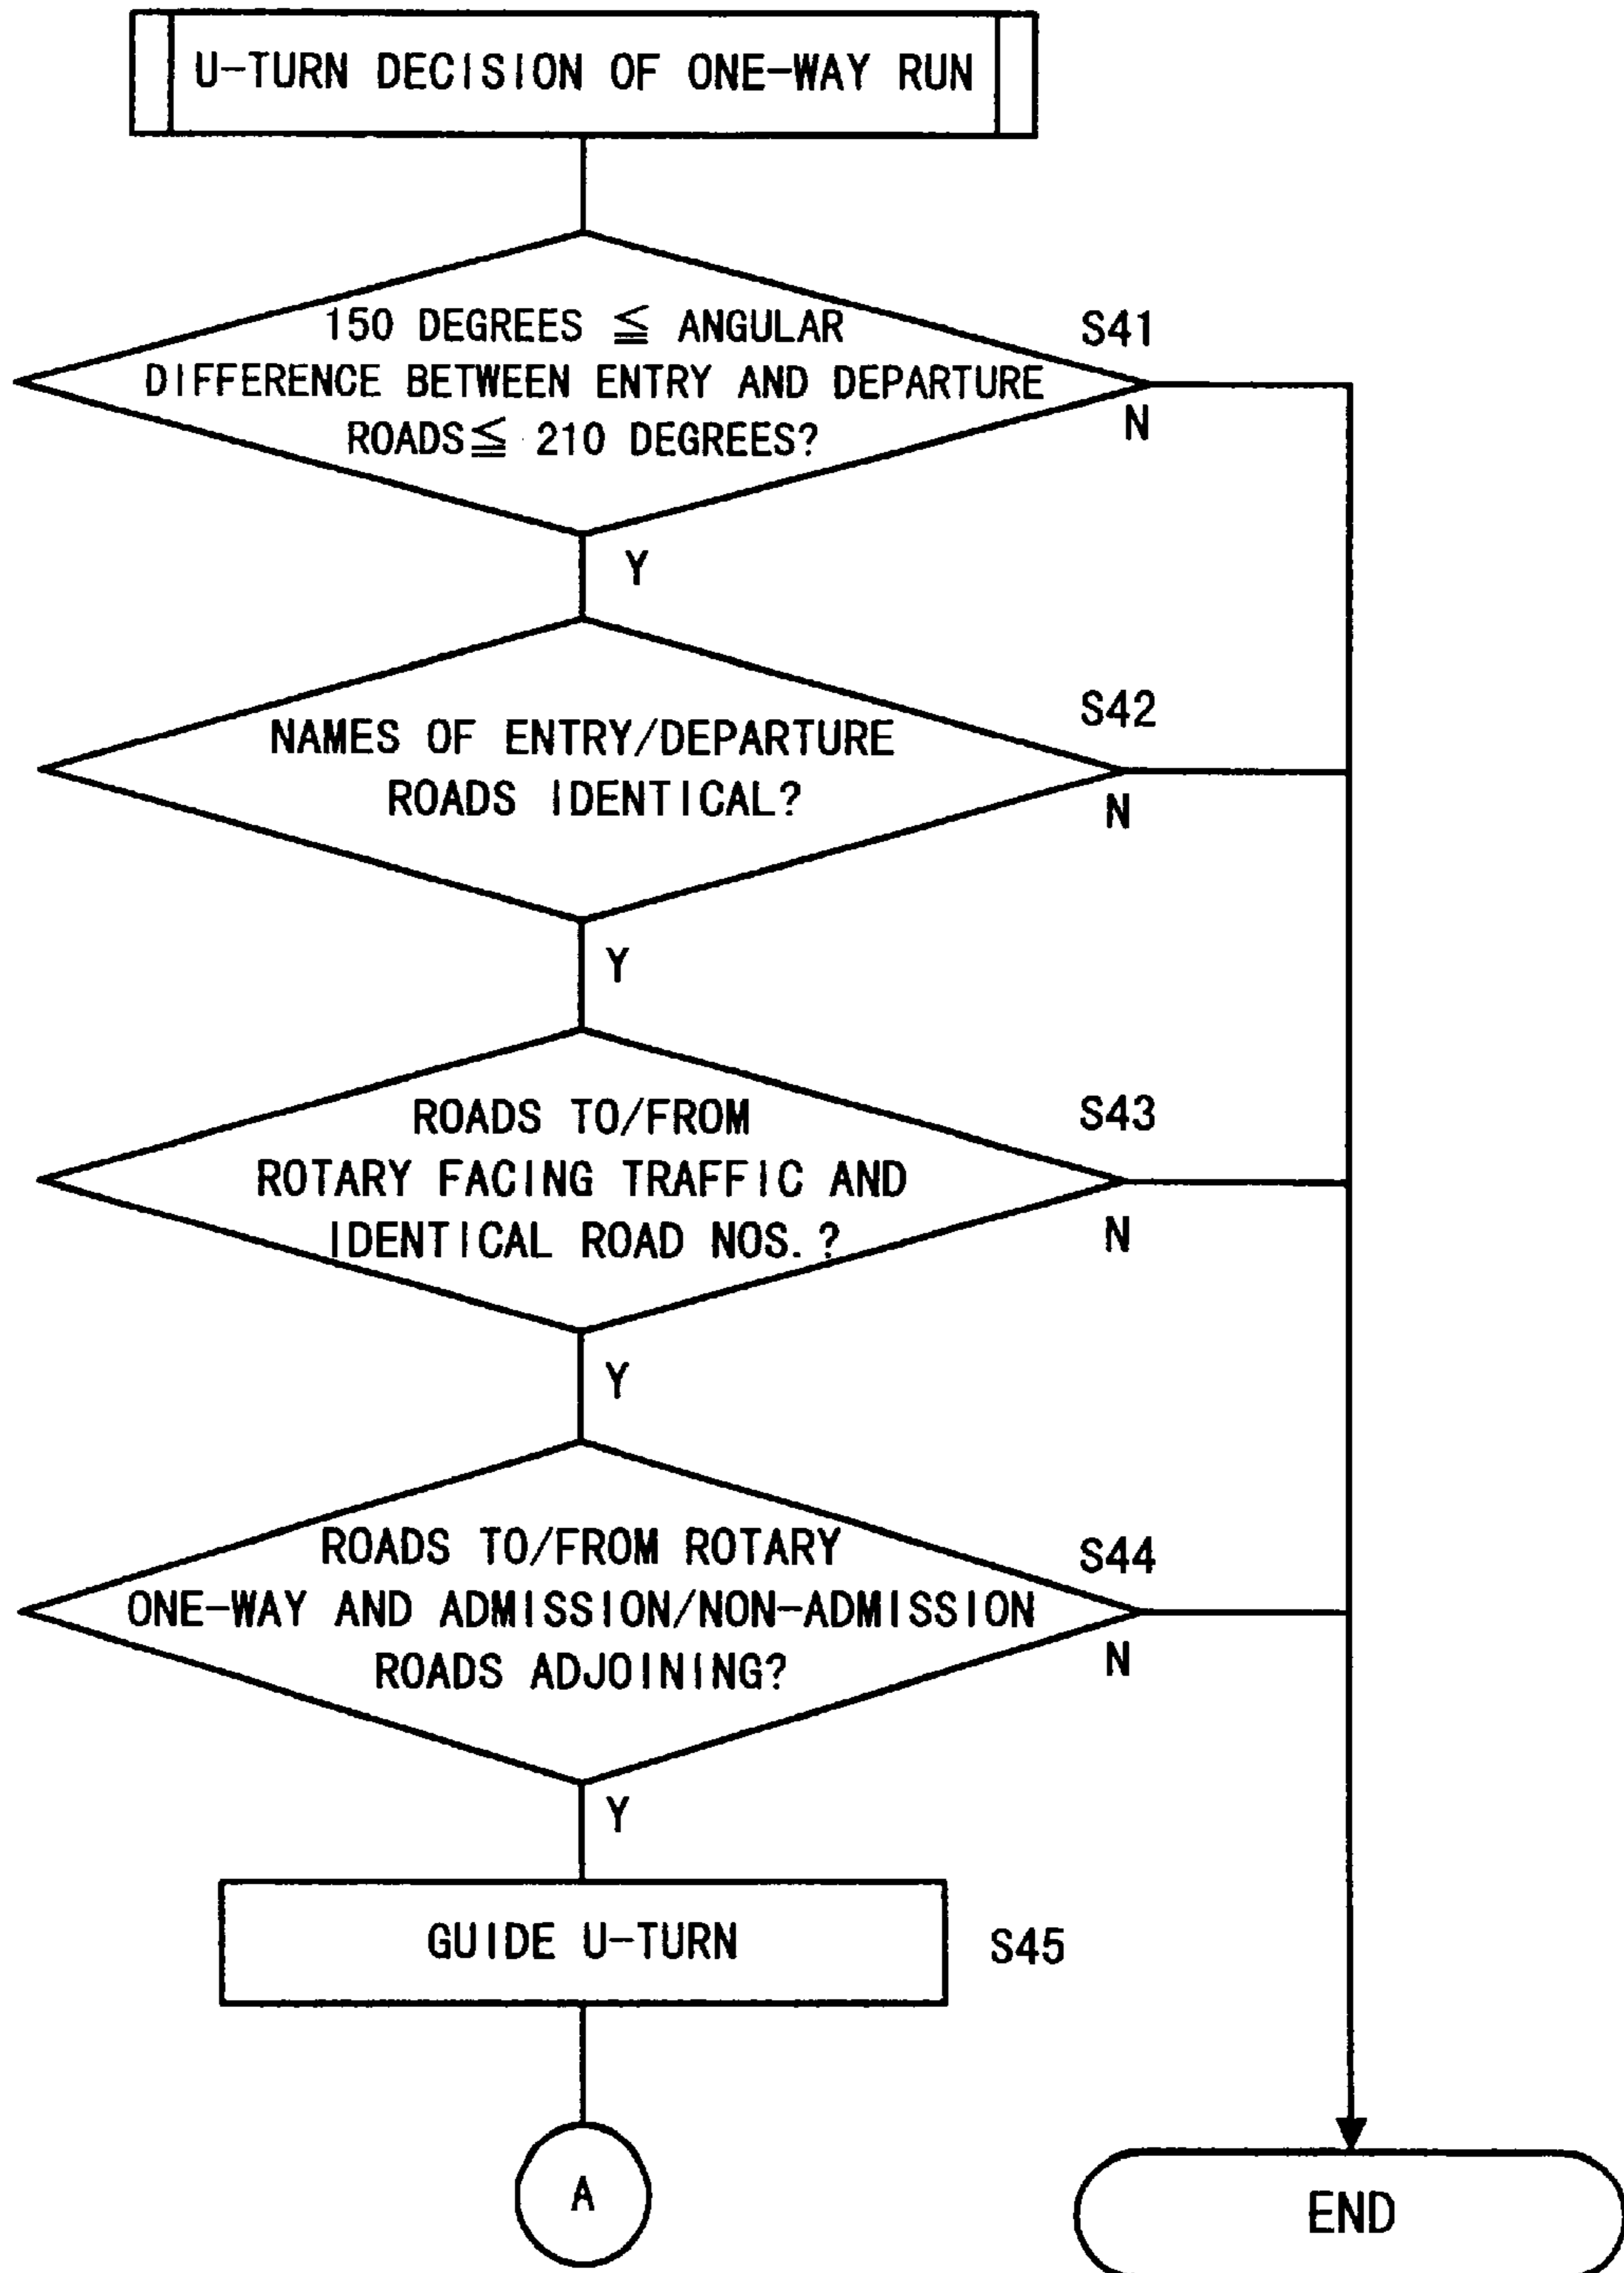 U-TURN DECISION OF ONE-WAY RUN
150 DEGREES ≦ ANGULAR
DIFFERENCE BETWEEN ENTRY AND DEPARTURE
ROADS≦ 210 DEGREES?
S41
N
Y
NAMES OF ENTRY/DEPARTURE
ROADS IDENTICAL?
S42
N
Y
ROADS TO/FROM
ROTARY FACING TRAFFIC AND
IDENTICAL ROAD NOS.?
S43
N
Y
ROADS TO/FROM ROTARY
ONE-WAY AND ADMISSION/NON-ADMISSION
ROADS ADJOINING?
S44
N
Y
GUIDE U-TURN
S45
A
END